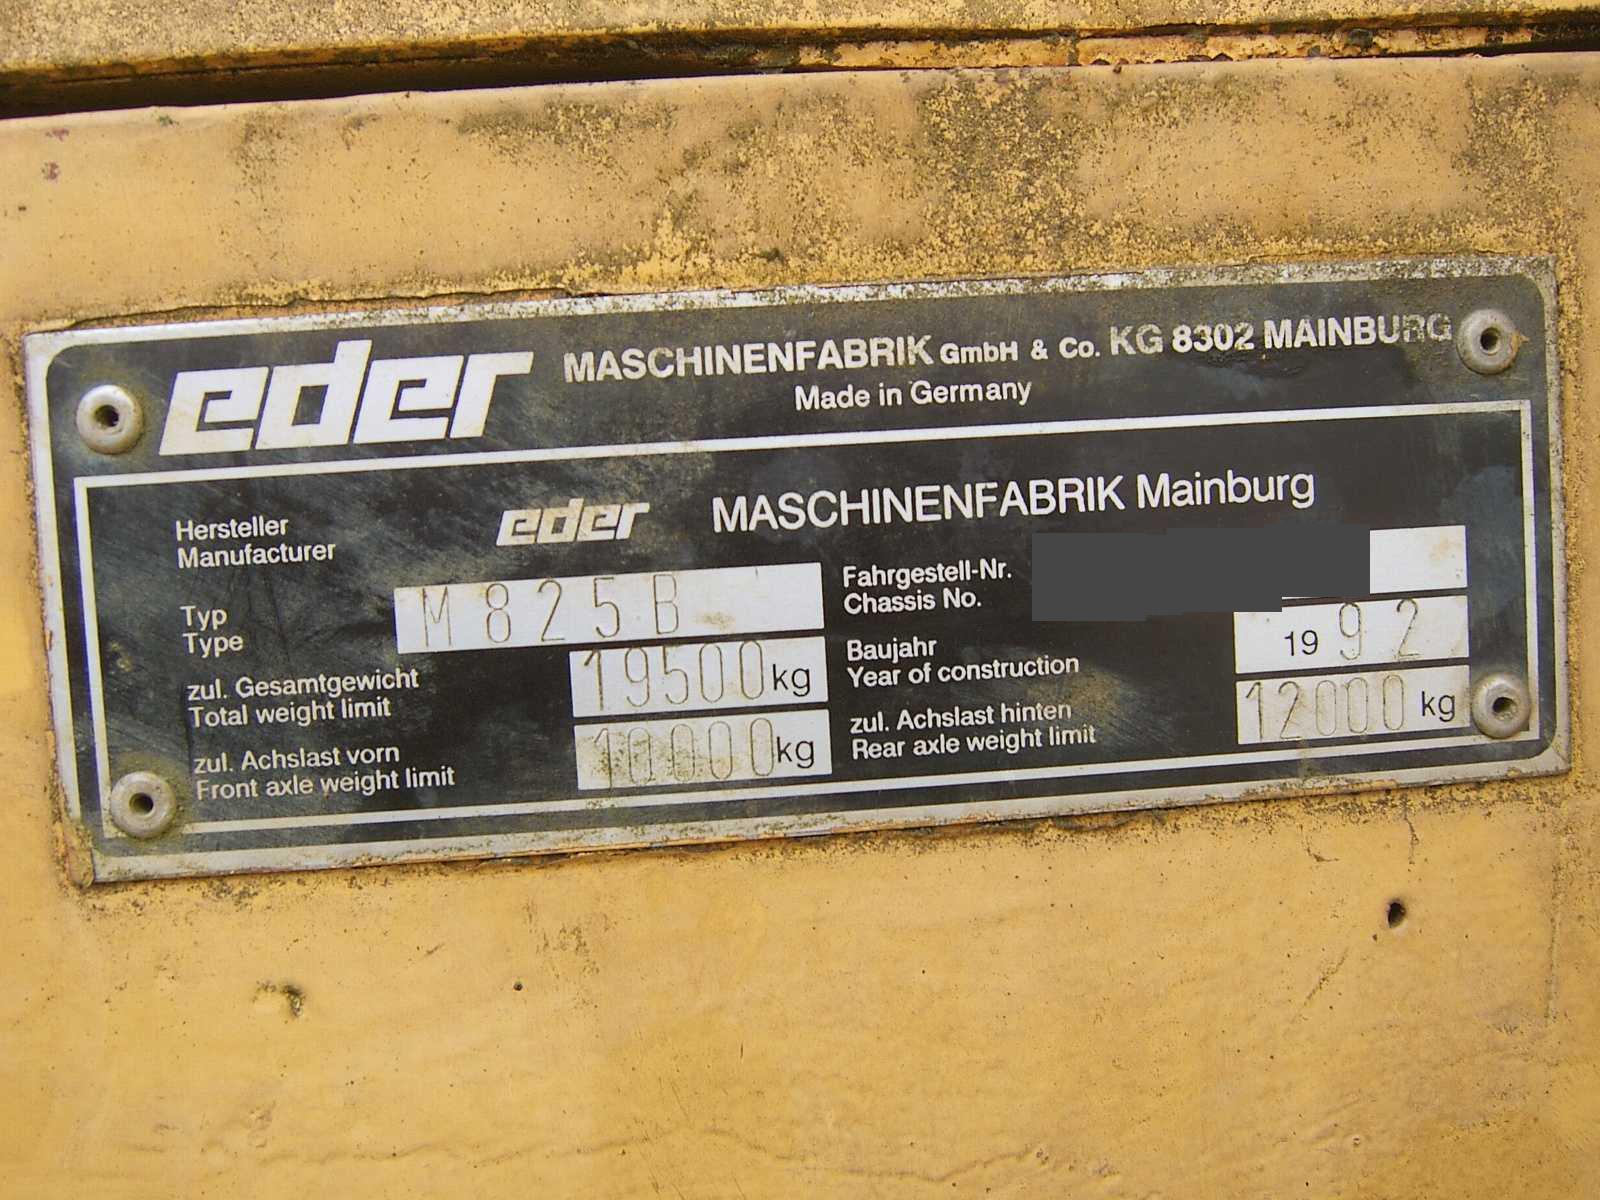 eder MASCHINENFABRIK GmbH & Co. KG 8302 MAINBURG
Made in Germany
Hersteller
Manufacturer
eder MASCHINENFABRIK Mainburg
Typ
Type
M 825 B
Fahrgestell-Nr.
Chassis No.
zul. Gesamtgewicht
Total weight limit
19500 kg
Baujahr
Year of construction
1992
zul. Achslast vorn
Front axle weight limit
10000 kg
zul. Achslast hinten
Rear axle weight limit
12000 kg